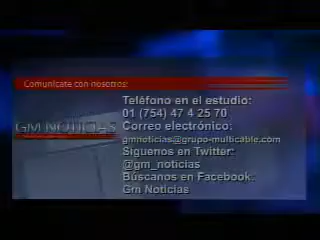 Comunícate con nosotros:
Teléfono en el estudio:
01 (754) 47 4 25 70
GM NOTICIAS
Correo electrónico:
gmnoticias@grupo-multicable.com
Síguenos en Twitter:
@gm_noticias
Búscanos en Facebook:
Gm Noticias